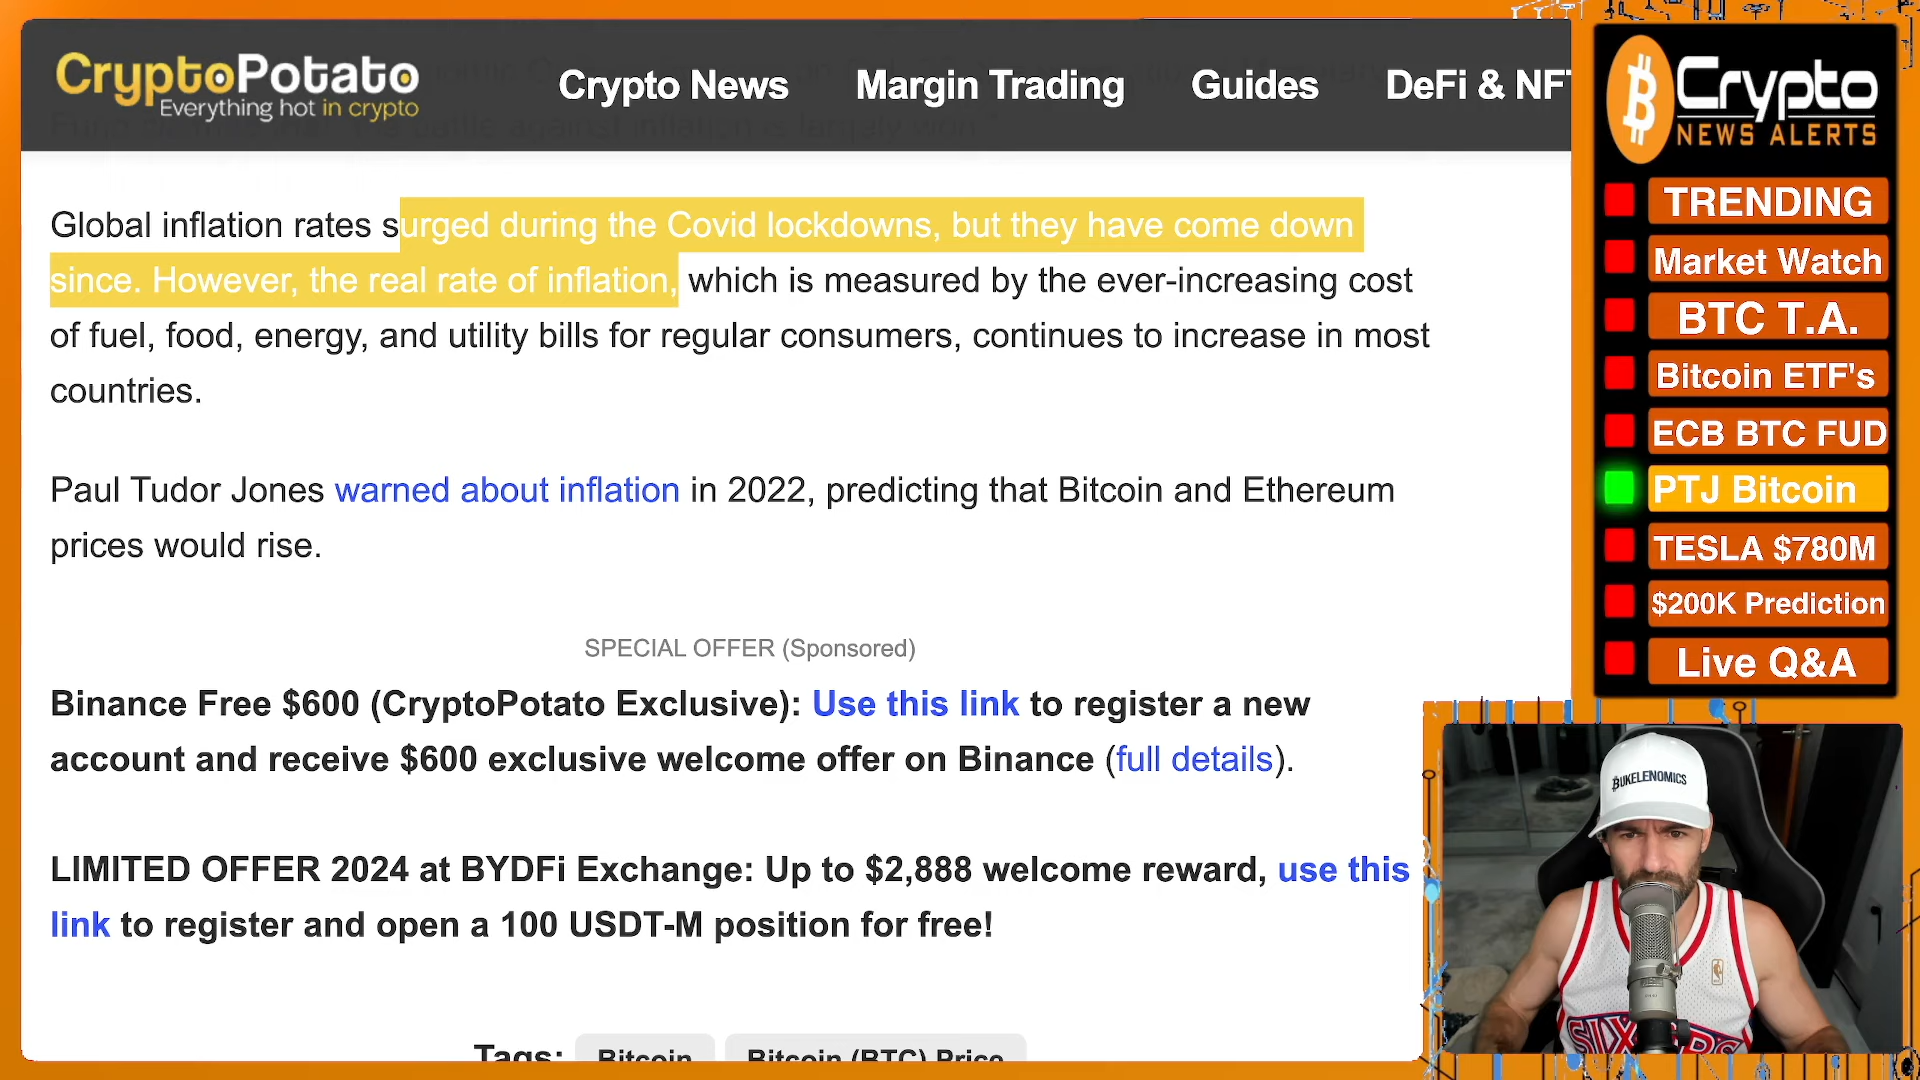 CryptoPotato
Everything hot in crypto
Crypto News
Margin Trading
Guides
DeFi & NFT
Global inflation rates surged during the Covid lockdowns, but they have come down
since. However, the real rate of inflation, which is measured by the ever-increasing cost
of fuel, food, energy, and utility bills for regular consumers, continues to increase in most
countries.
Paul Tudor Jones warned about inflation in 2022, predicting that Bitcoin and Ethereum
prices would rise.
SPECIAL OFFER (Sponsored)
Binance Free $600 (CryptoPotato Exclusive): Use this link to register a new
account and receive $600 exclusive welcome offer on Binance (full details).
LIMITED OFFER 2024 at BYDFi Exchange: Up to $2,888 welcome reward, use this
link to register and open a 100 USDT-M position for free!
Tags:
Bitcoin
Bitcoin (BTC) Price
Crypto
NEWS ALERTS
TRENDING
Market Watch
BTC T.A.
Bitcoin ETF's
ECB BTC FUD
PTJ Bitcoin
TESLA $780M
$200K Prediction
Live Q&A
BUKELENOMICS
SIXERS